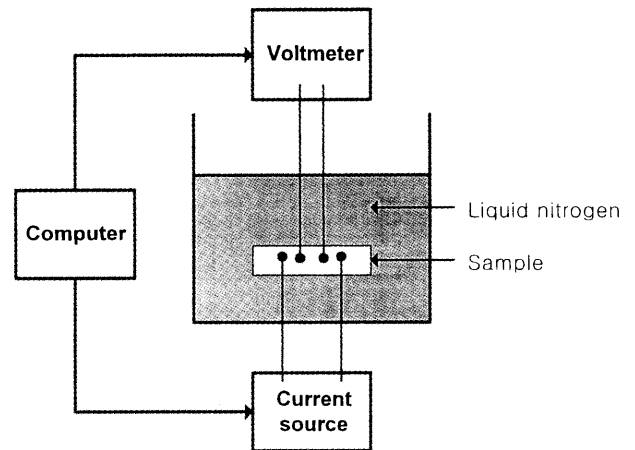 Voltmeter
Liquid nitrogen
Computer
Sample
Current
source